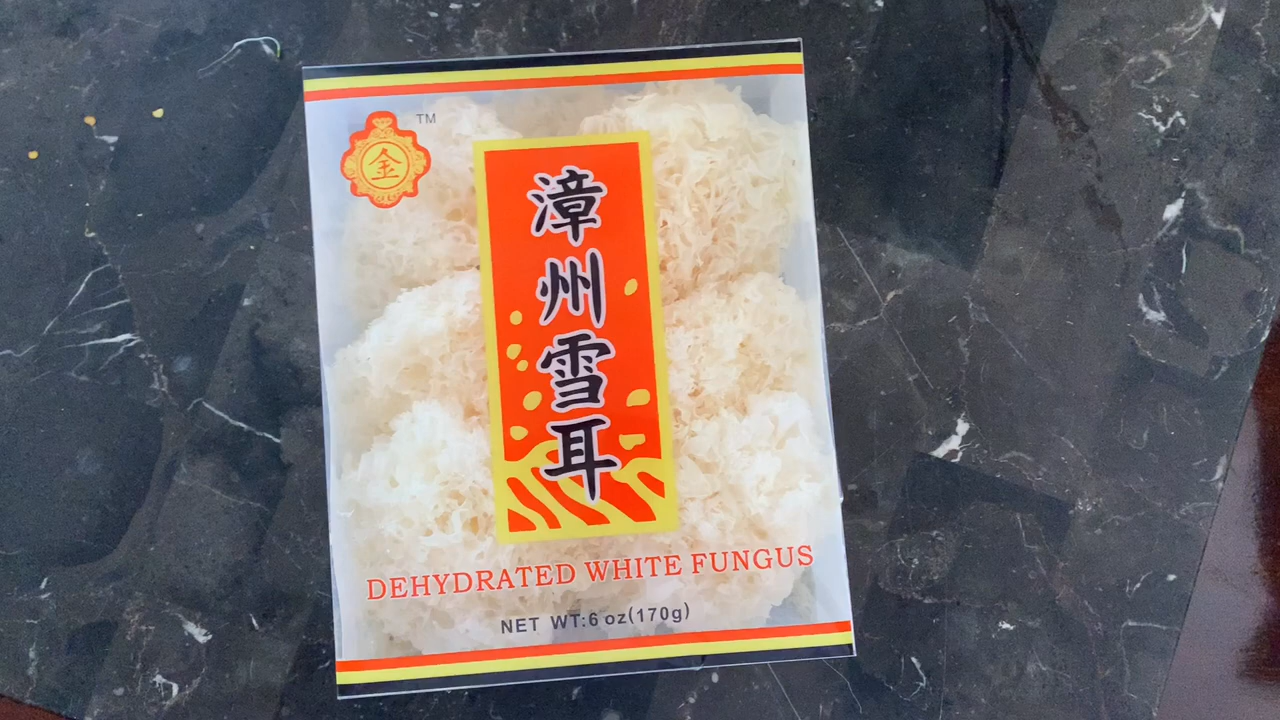 金
TM
漳州雪耳
DEHYDRATED WHITE FUNGUS
NET WT:6 oz(170g)